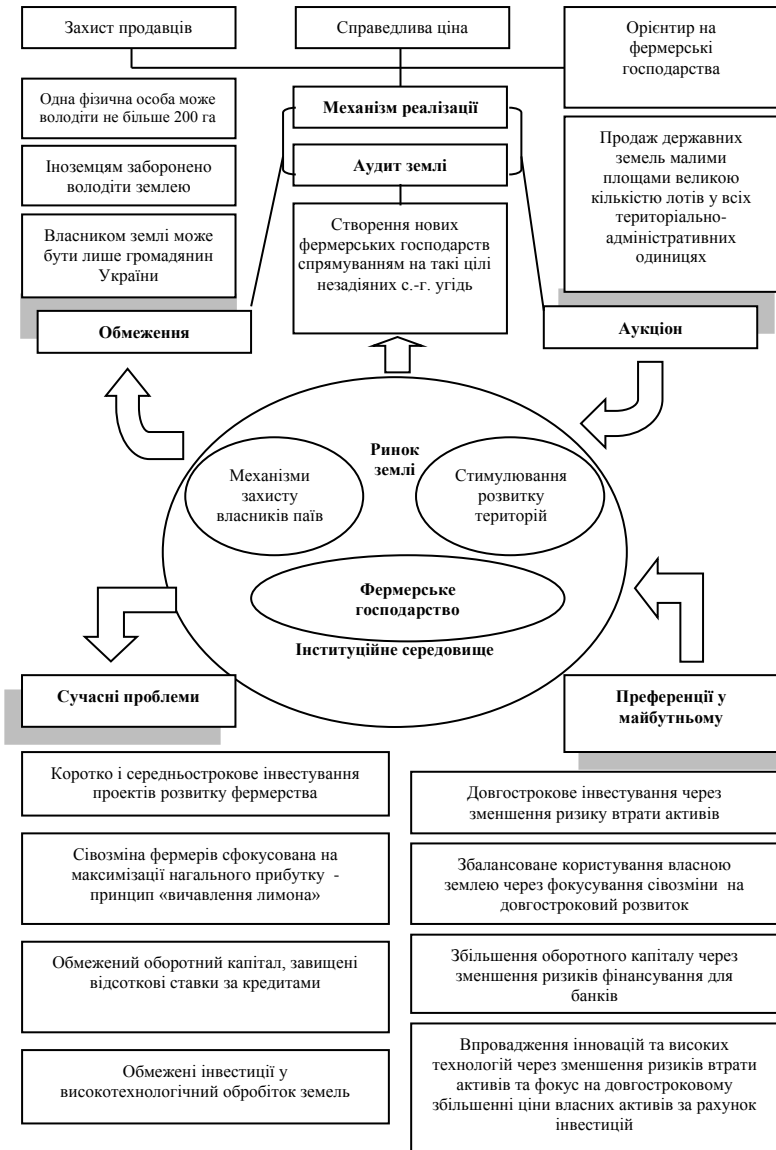 Захист продавців
Справедлива ціна
Орієнтир на
фермерські
господарства
Одна фізична особа може
володіти не більше 200 га
Іноземцям заборонено
володіти землею
Власником землі може
бути лише громадянин
України
Обмеження
Механізм реалізації
Аудит землі
Створення нових
фермерських господарств
спрямуванням на такі цілі
незадіяних с.-г. угідь
Продаж державних
земель малими
площами великою
кількістю лотів у всіх
територіально-
адміністративних
одиницях
Аукціон
Ринок
землі
Механізми
захисту
власників паїв
Стимулювання
розвитку
територій
Фермерське
господарство
Інституційне середовище
Сучасні проблеми
Коротко і середньострокове інвестування
проектів розвитку фермерства
Сівозміна фермерів сфокусована на
максимізації нагального прибутку -
принцип «вичавлення лимона»
Обмежений оборотний капітал, завищені
відсоткові ставки за кредитами
Обмежені інвестиції у
високотехнологічний обробіток земель
Преференції у
майбутньому
Довгострокове інвестування через
зменшення ризику втрати активів
Збалансоване користування власною
землею через фокусування сівозміни на
довгостроковий розвиток
Збільшення оборотного капіталу через
зменшення ризиків фінансування для
банків
Впровадження інновацій та високих
технологій через зменшення ризиків втрати
активів та фокус на довгостроковому
збільшенні ціни власних активів за рахунок
інвестицій